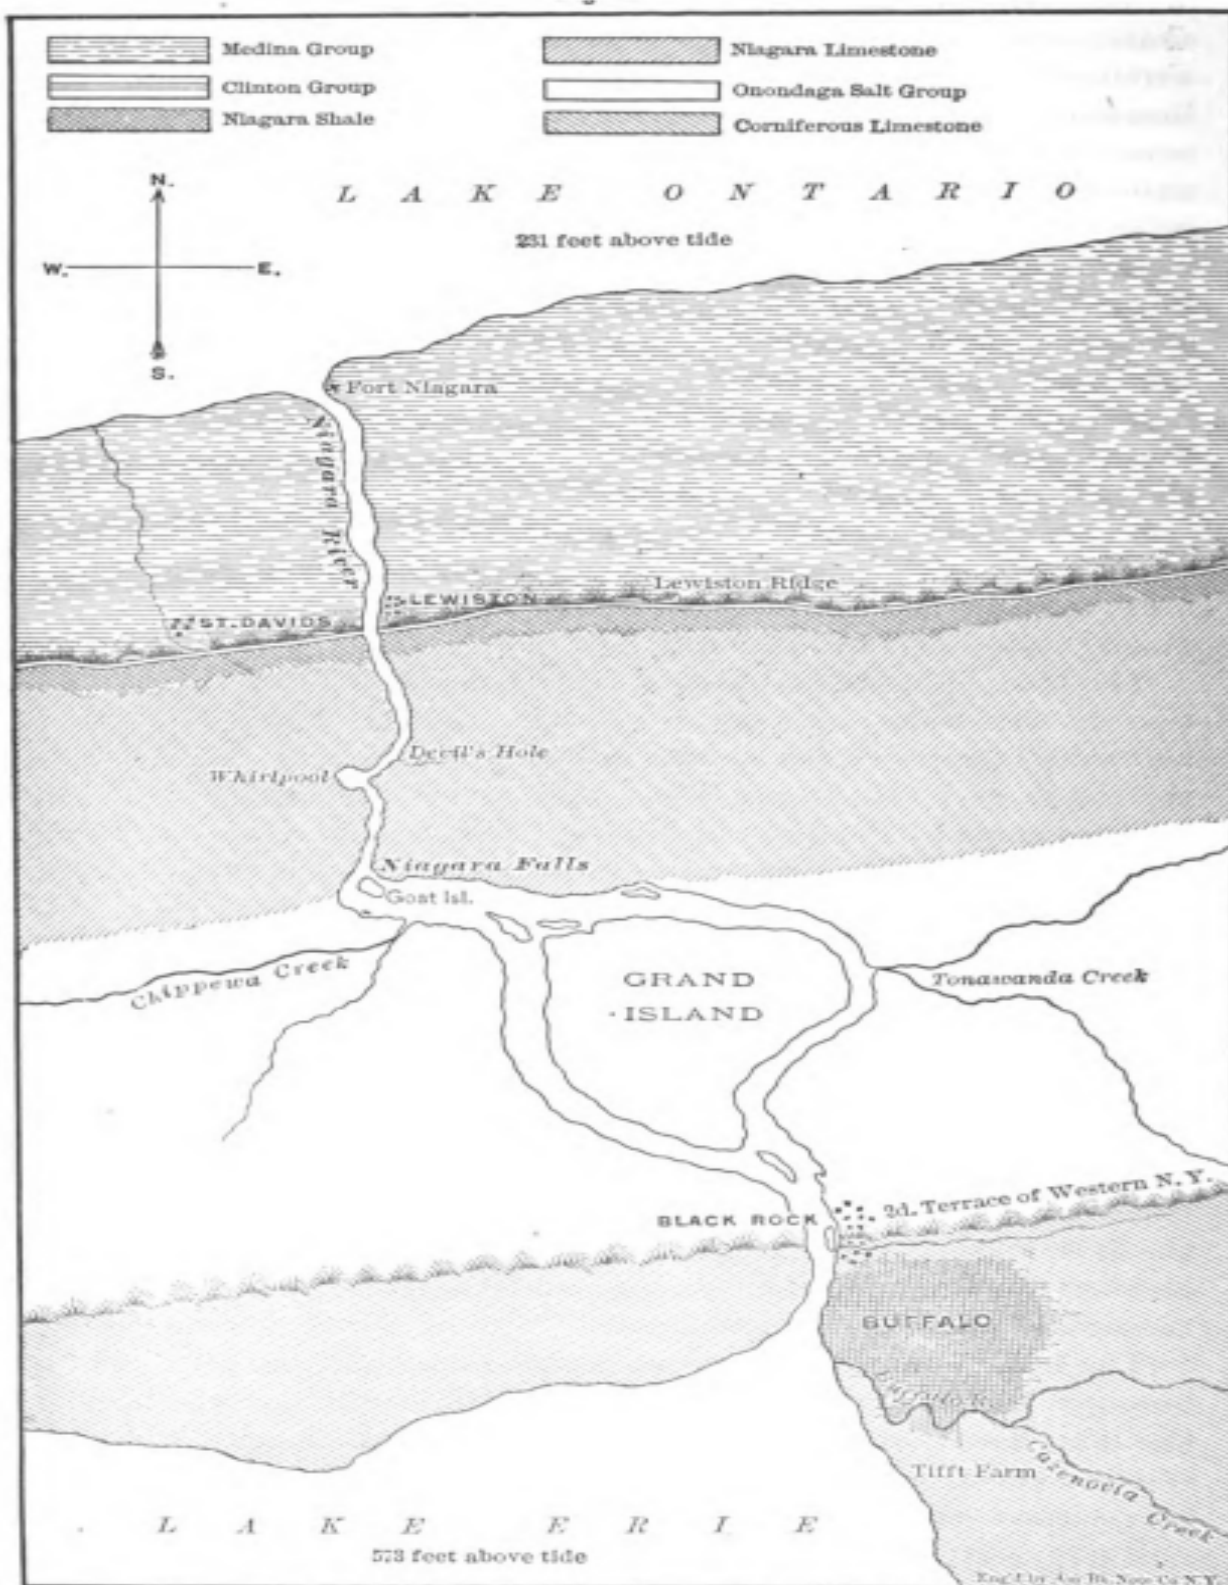 Medina Group
Clinton Group
Niagara Shale
Niagara Limestone
Onondaga Salt Group
Corniferous Limestone
N.
W.
E.
S.
LAKE ONTARIO
231 feet above tide
Fort Niagara
Niagara River
Lewiston Ridge
LEWISTON
ST. DAVIDS
Devil's Hole
Whirlpool
Niagara Falls
Goat Isl.
Chippewa Creek
GRAND
ISLAND
Tonawanda Creek
2d. Terrace of Western N.Y.
BLACK ROCK
BUFFALO
Buffalo R.
Tifft Farm
Cazenovia
Creek
LAKE ERIE
573 feet above tide